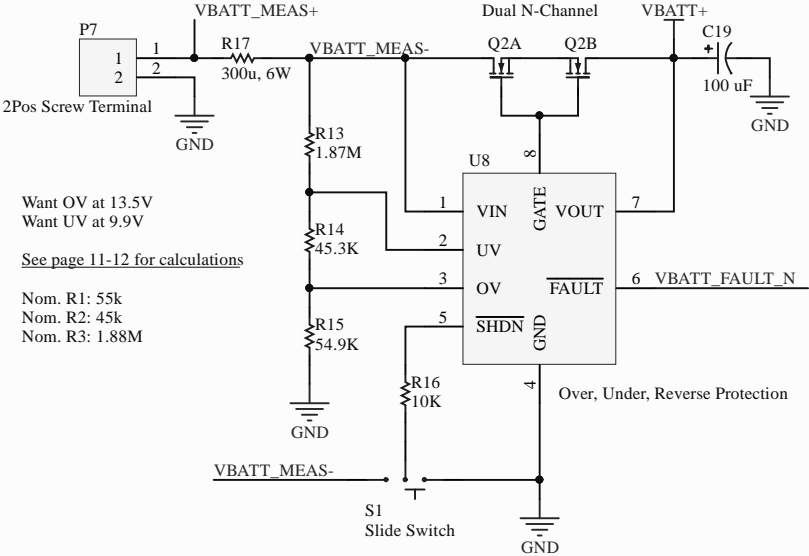 VBATT_MEAS+
Dual N-Channel
VBATT+
P7
1
2
1
2
R17
300u, 6W
VBATT_MEAS-
Q2A
Q2B
C19
+
100 uF
2Pos Screw Terminal
GND
GND
R13
1.87M
8
U8
Want OV at 13.5V
Want UV at 9.9V
1
VIN
GATE
VOUT
7
R14
45.3K
2
UV
See page 11-12 for calculations
3
OV
FAULT
6
VBATT_FAULT_N
Nom. R1: 55k
Nom. R2: 45k
Nom. R3: 1.88M
R15
54.9K
5
SHDN
GND
4
R16
10K
Over, Under, Reverse Protection
GND
VBATT_MEAS-
S1
Slide Switch
GND